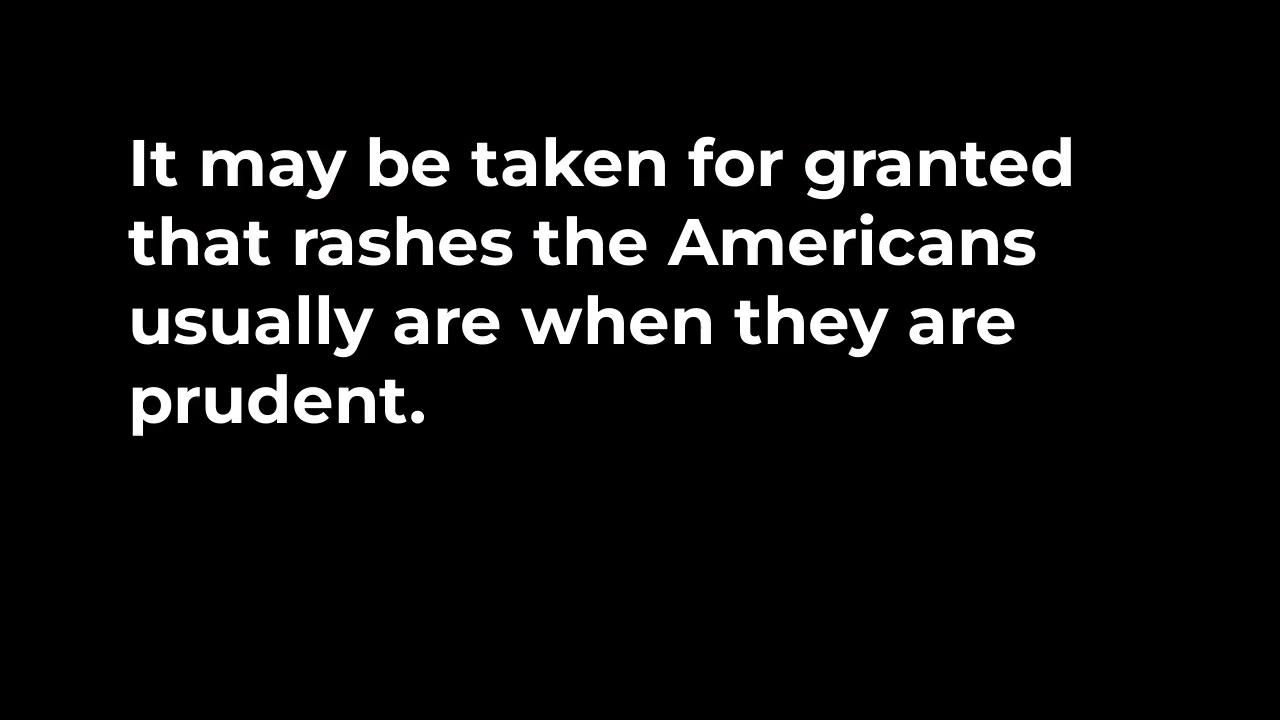 It may be taken for granted
that rashes the Americans
usually are when they are
prudent.